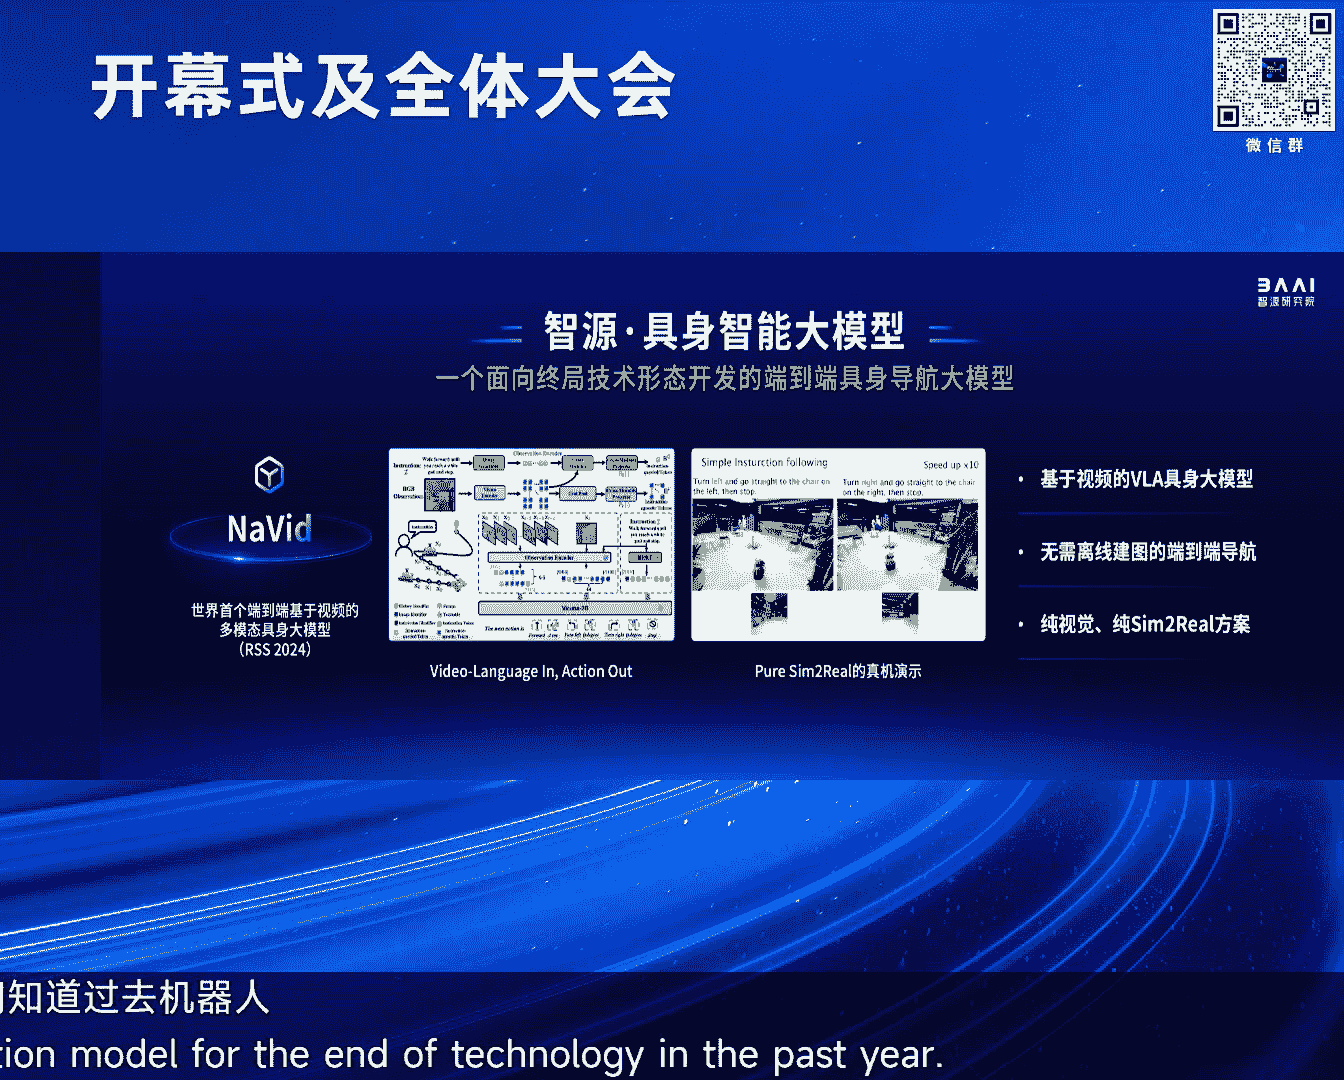 开幕式及全体大会
微信群
BAAI
智源研究院
智源·具身智能大模型
一个面向终局技术形态开发的端到端具身导航大模型
NaVid
世界首个端到端基于视频的
多模态具身大模型
（RSS 2024）
Video-Language In, Action Out
Simple Insturction following
Speed up x10
Turn left and go straight to the chair on
the left, then stop.
Turn right and go straight to the chair
on the right, then stop.
Pure Sim2Real的真机演示
• 基于视频的VLA具身大模型
• 无需离线建图的端到端导航
• 纯视觉、纯Sim2Real方案
知道过去机器人
tion model for the end of technology in the past year.